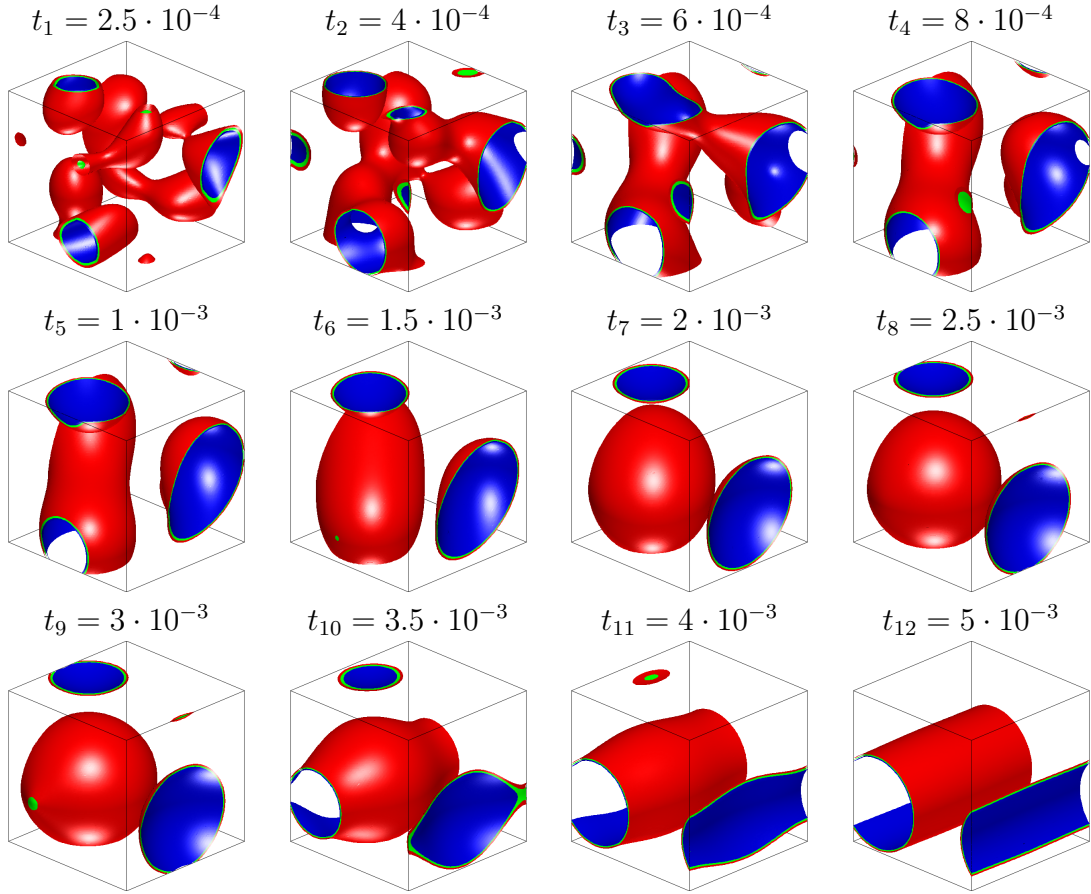 t₁ = 2.5 · 10⁻⁴ t₂ = 4 · 10⁻⁴ t₃ = 6 · 10⁻⁴ t₄ = 8 · 10⁻⁴
t₅ = 1 · 10⁻³ t₆ = 1.5 · 10⁻³ t₇ = 2 · 10⁻³ t₈ = 2.5 · 10⁻³
t₉ = 3 · 10⁻³ t₁₀ = 3.5 · 10⁻³ t₁₁ = 4 · 10⁻³ t₁₂ = 5 · 10⁻³